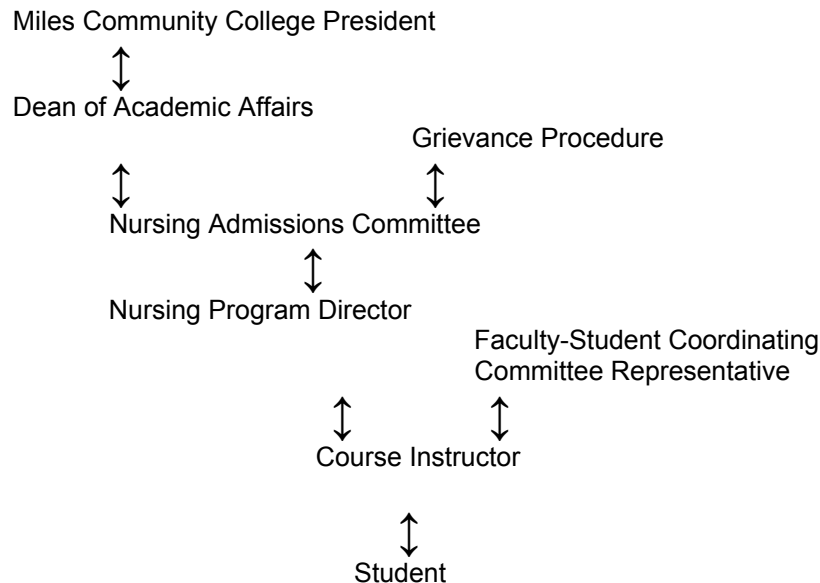 Miles Community College President
Dean of Academic Affairs
Grievance Procedure
Nursing Admissions Committee
Nursing Program Director
Faculty-Student Coordinating
Committee Representative
Course Instructor
Student